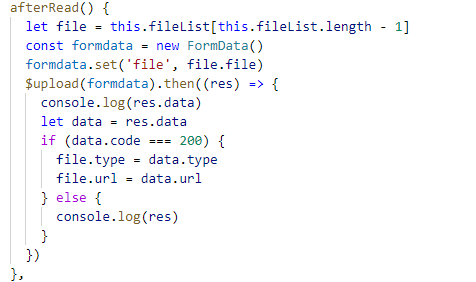 afterRead() {
  let file = this.fileList[this.fileList.length - 1]
  const formdata = new FormData()
  formdata.set('file', file.file)
  $upload(formdata).then((res) => {
    console.log(res.data)
    let data = res.data
    if (data.code === 200) {
      file.type = data.type
      file.url = data.url
    } else {
      console.log(res)
    }
  })
},